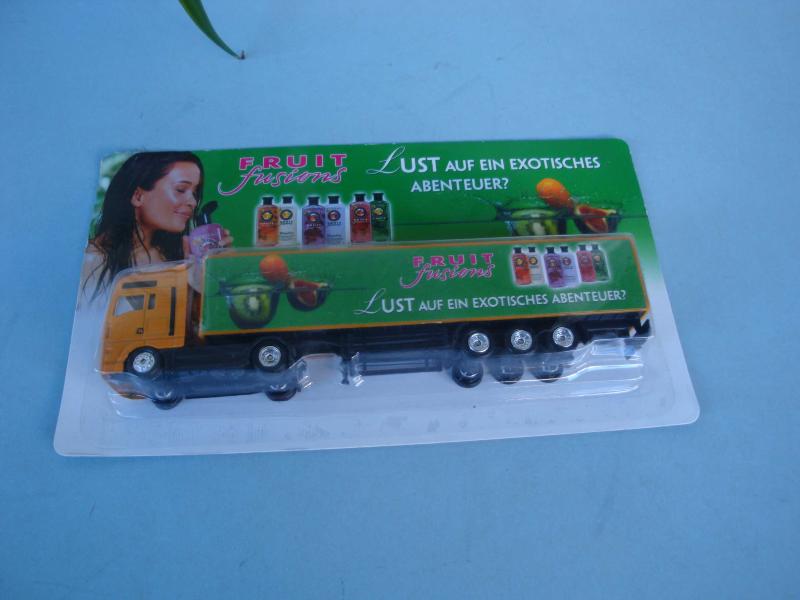 FRUIT
fusions
LUST AUF EIN EXOTISCHES
ABENTEUER?
FRUIT
fusions
LUST AUF EIN EXOTISCHES ABENTEUER?